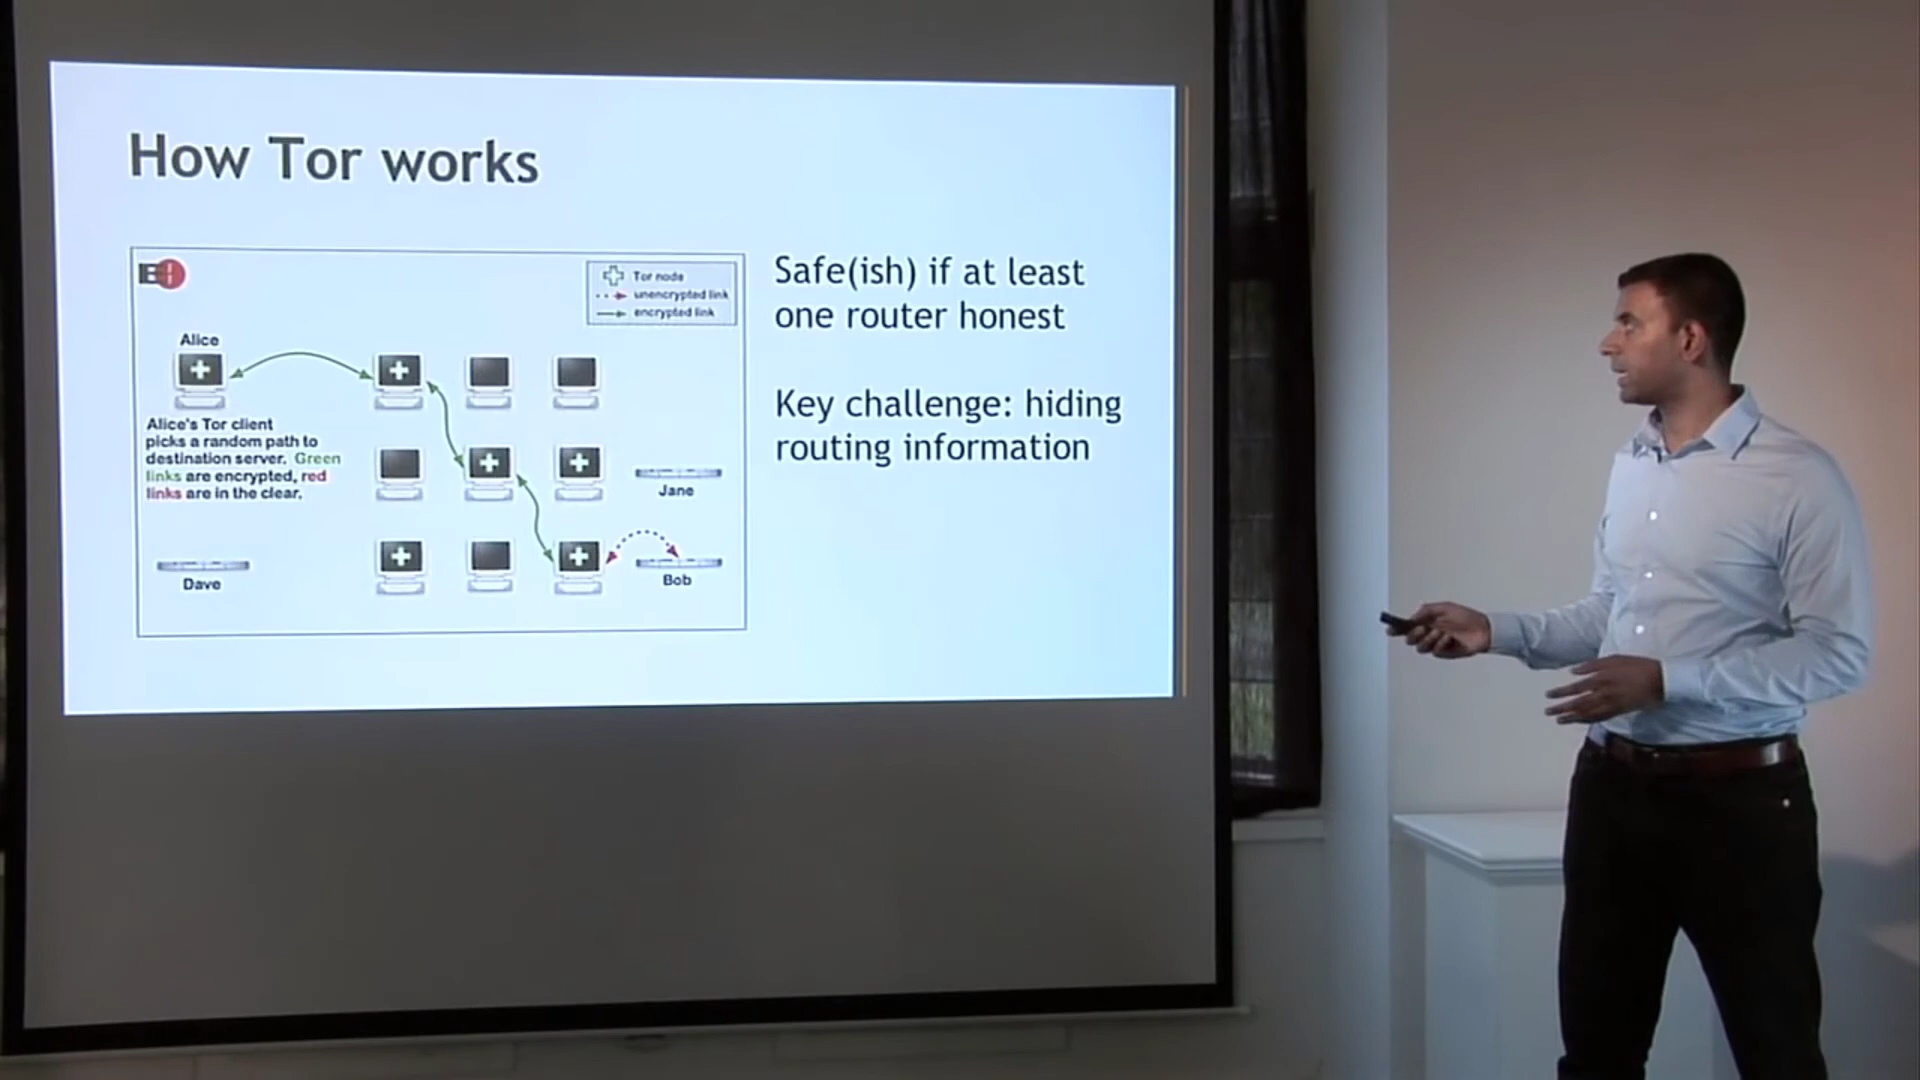 How Tor works
Tor node
unencrypted link
encrypted link
Alice
Alice's Tor client
picks a random path to
destination server. Green
links are encrypted, red
links are in the clear.
Jane
Dave
Bob
Safe(ish) if at least
one router honest
Key challenge: hiding
routing information